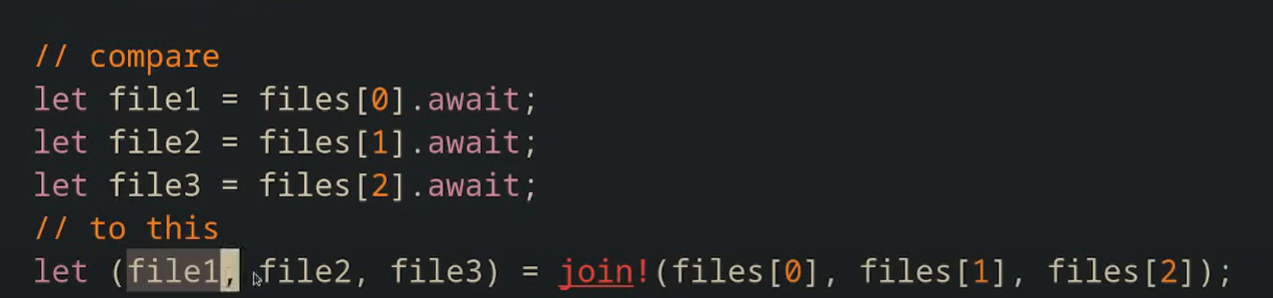 // compare
let file1 = files[0].await;
let file2 = files[1].await;
let file3 = files[2].await;
// to this
let (file1, file2, file3) = join!(files[0], files[1], files[2]);